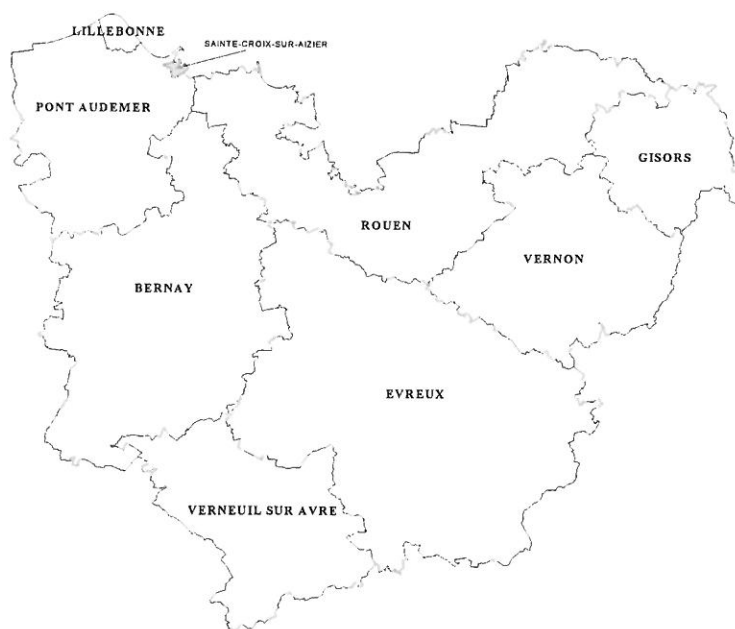 LILLEBONNE
SAINTE-CROIX-SUR-AIZIER
PONT AUDEMER
GISORS
ROUEN
VERNON
BERNAY
EVREUX
VERNEUIL SUR AVRE